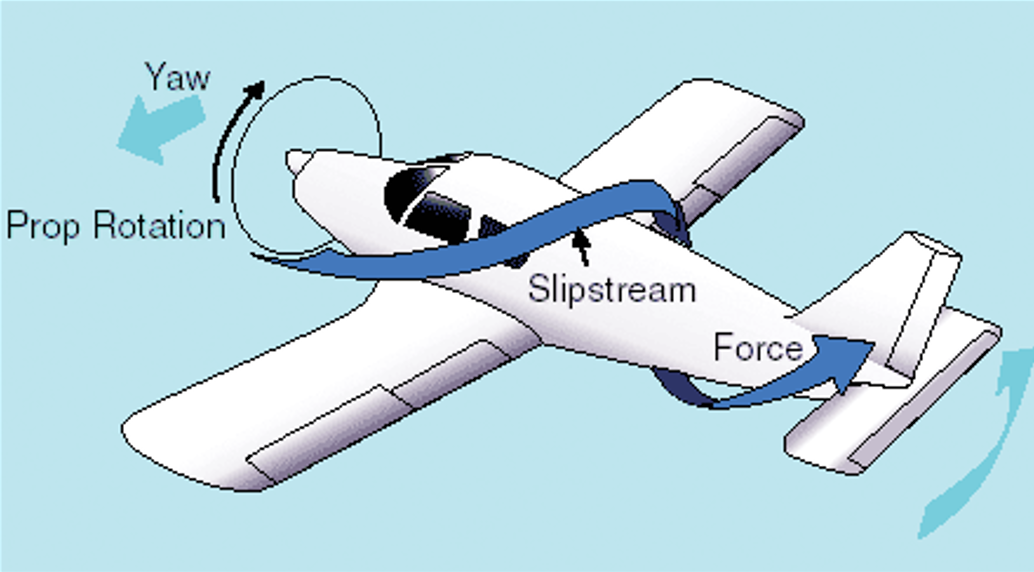 Yaw
Prop Rotation
Slipstream
Force